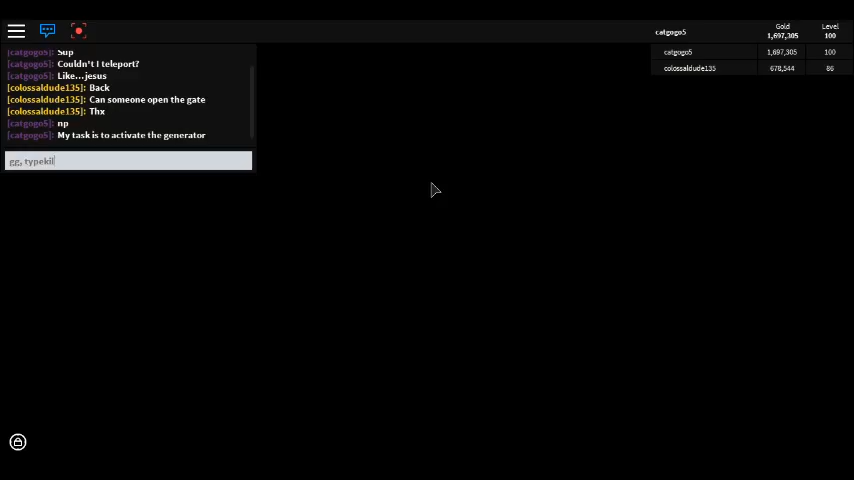 catgogo5
Gold
1,697,305
Level
100
catgogo5 1,697,305 100
colossaldude135 678,544 86
[catgogo5]: Sup
[catgogo5]: Couldn't I teleport?
[catgogo5]: Like...jesus
[colossaldude135]: Back
[colossaldude135]: Can someone open the gate
[colossaldude135]: Thx
[catgogo5]: np
[catgogo5]: My task is to activate the generator
gg, typekil